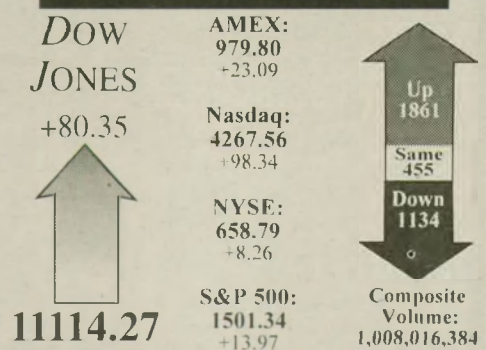 DOW
JONES
+80.35
11114.27
AMEX:
979.80
+23.09
Nasdaq:
4267.56
+98.34
NYSE:
658.79
+8.26
S&P 500:
1501.34
+13.97
Up
1861
Same
455
Down
1134
Composite
Volume:
1,008,016,384